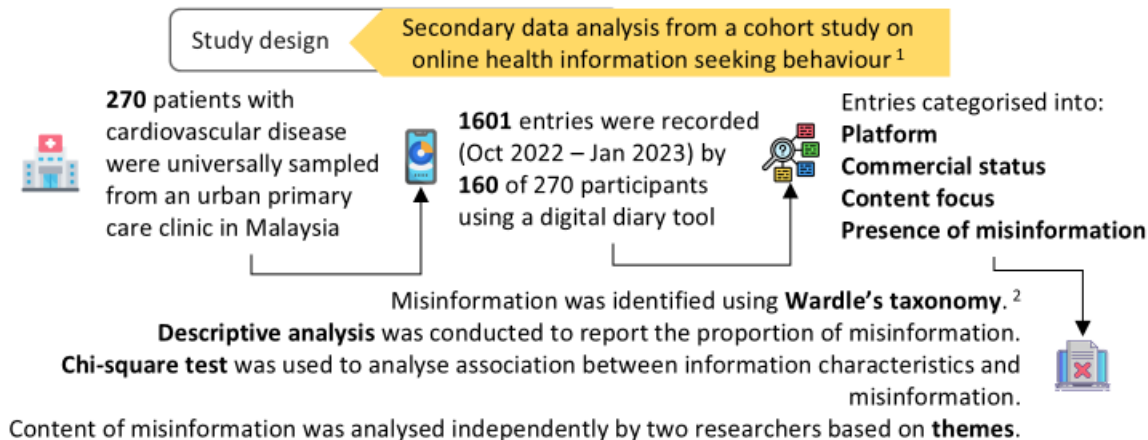 Study design
Secondary data analysis from a cohort study on
online health information seeking behaviour 1
270 patients with
cardiovascular disease
were universally sampled
from an urban primary
care clinic in Malaysia
1601 entries were recorded
(Oct 2022 – Jan 2023) by
160 of 270 participants
using a digital diary tool
Entries categorised into:
Platform
Commercial status
Content focus
Presence of misinformation
Misinformation was identified using Wardle's taxonomy. 2
Descriptive analysis was conducted to report the proportion of misinformation.
Chi-square test was used to analyse association between information characteristics and
misinformation.
Content of misinformation was analysed independently by two researchers based on themes.